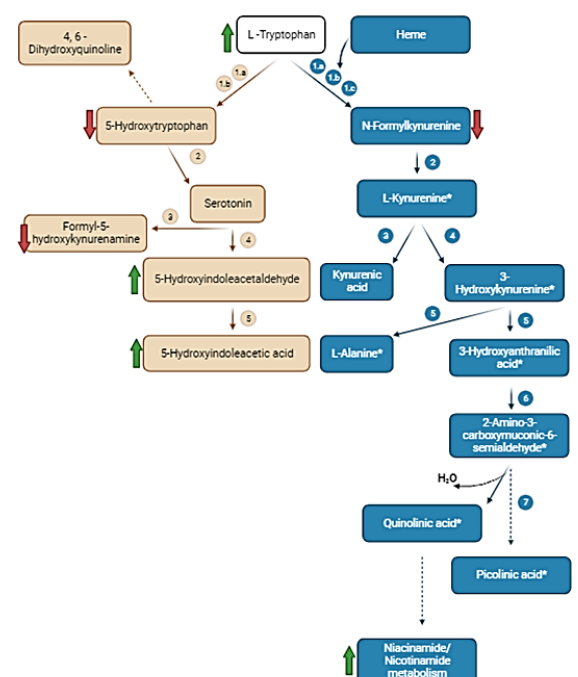 4, 6 -
Dihydroxyquinoline
L -Tryptophan
Heme
1.a
1.b
1.a
1.b
1.c
5-Hydroxytryptophan
N-Formylkynurenine
2
2
Serotonin
L-Kynurenine*
Formyl-5-
hydroxykynurenamine
3
4
3
4
5-Hydroxyindoleacetaldehyde
Kynurenic
acid
3-
Hydroxykynurenine*
5
5
5
5-Hydroxyindoleacetic acid
L-Alanine*
3-Hydroxyanthranilic
acid*
6
2-Amino-3-
carboxymuconic-6-
semialdehyde*
H₂O
7
Quinolinic acid*
Picolinic acid*
Niacinamide/
Nicotinamide
metabolism